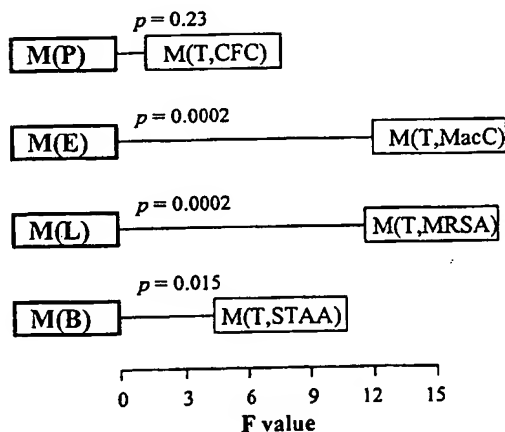 p = 0.23
M(P) M(T,CFC)
p = 0.0002
M(E) M(T,MacC)
p = 0.0002
M(L) M(T,MRSA)
p = 0.015
M(B) M(T,STAA)
0 3 6 9 12 15
F value